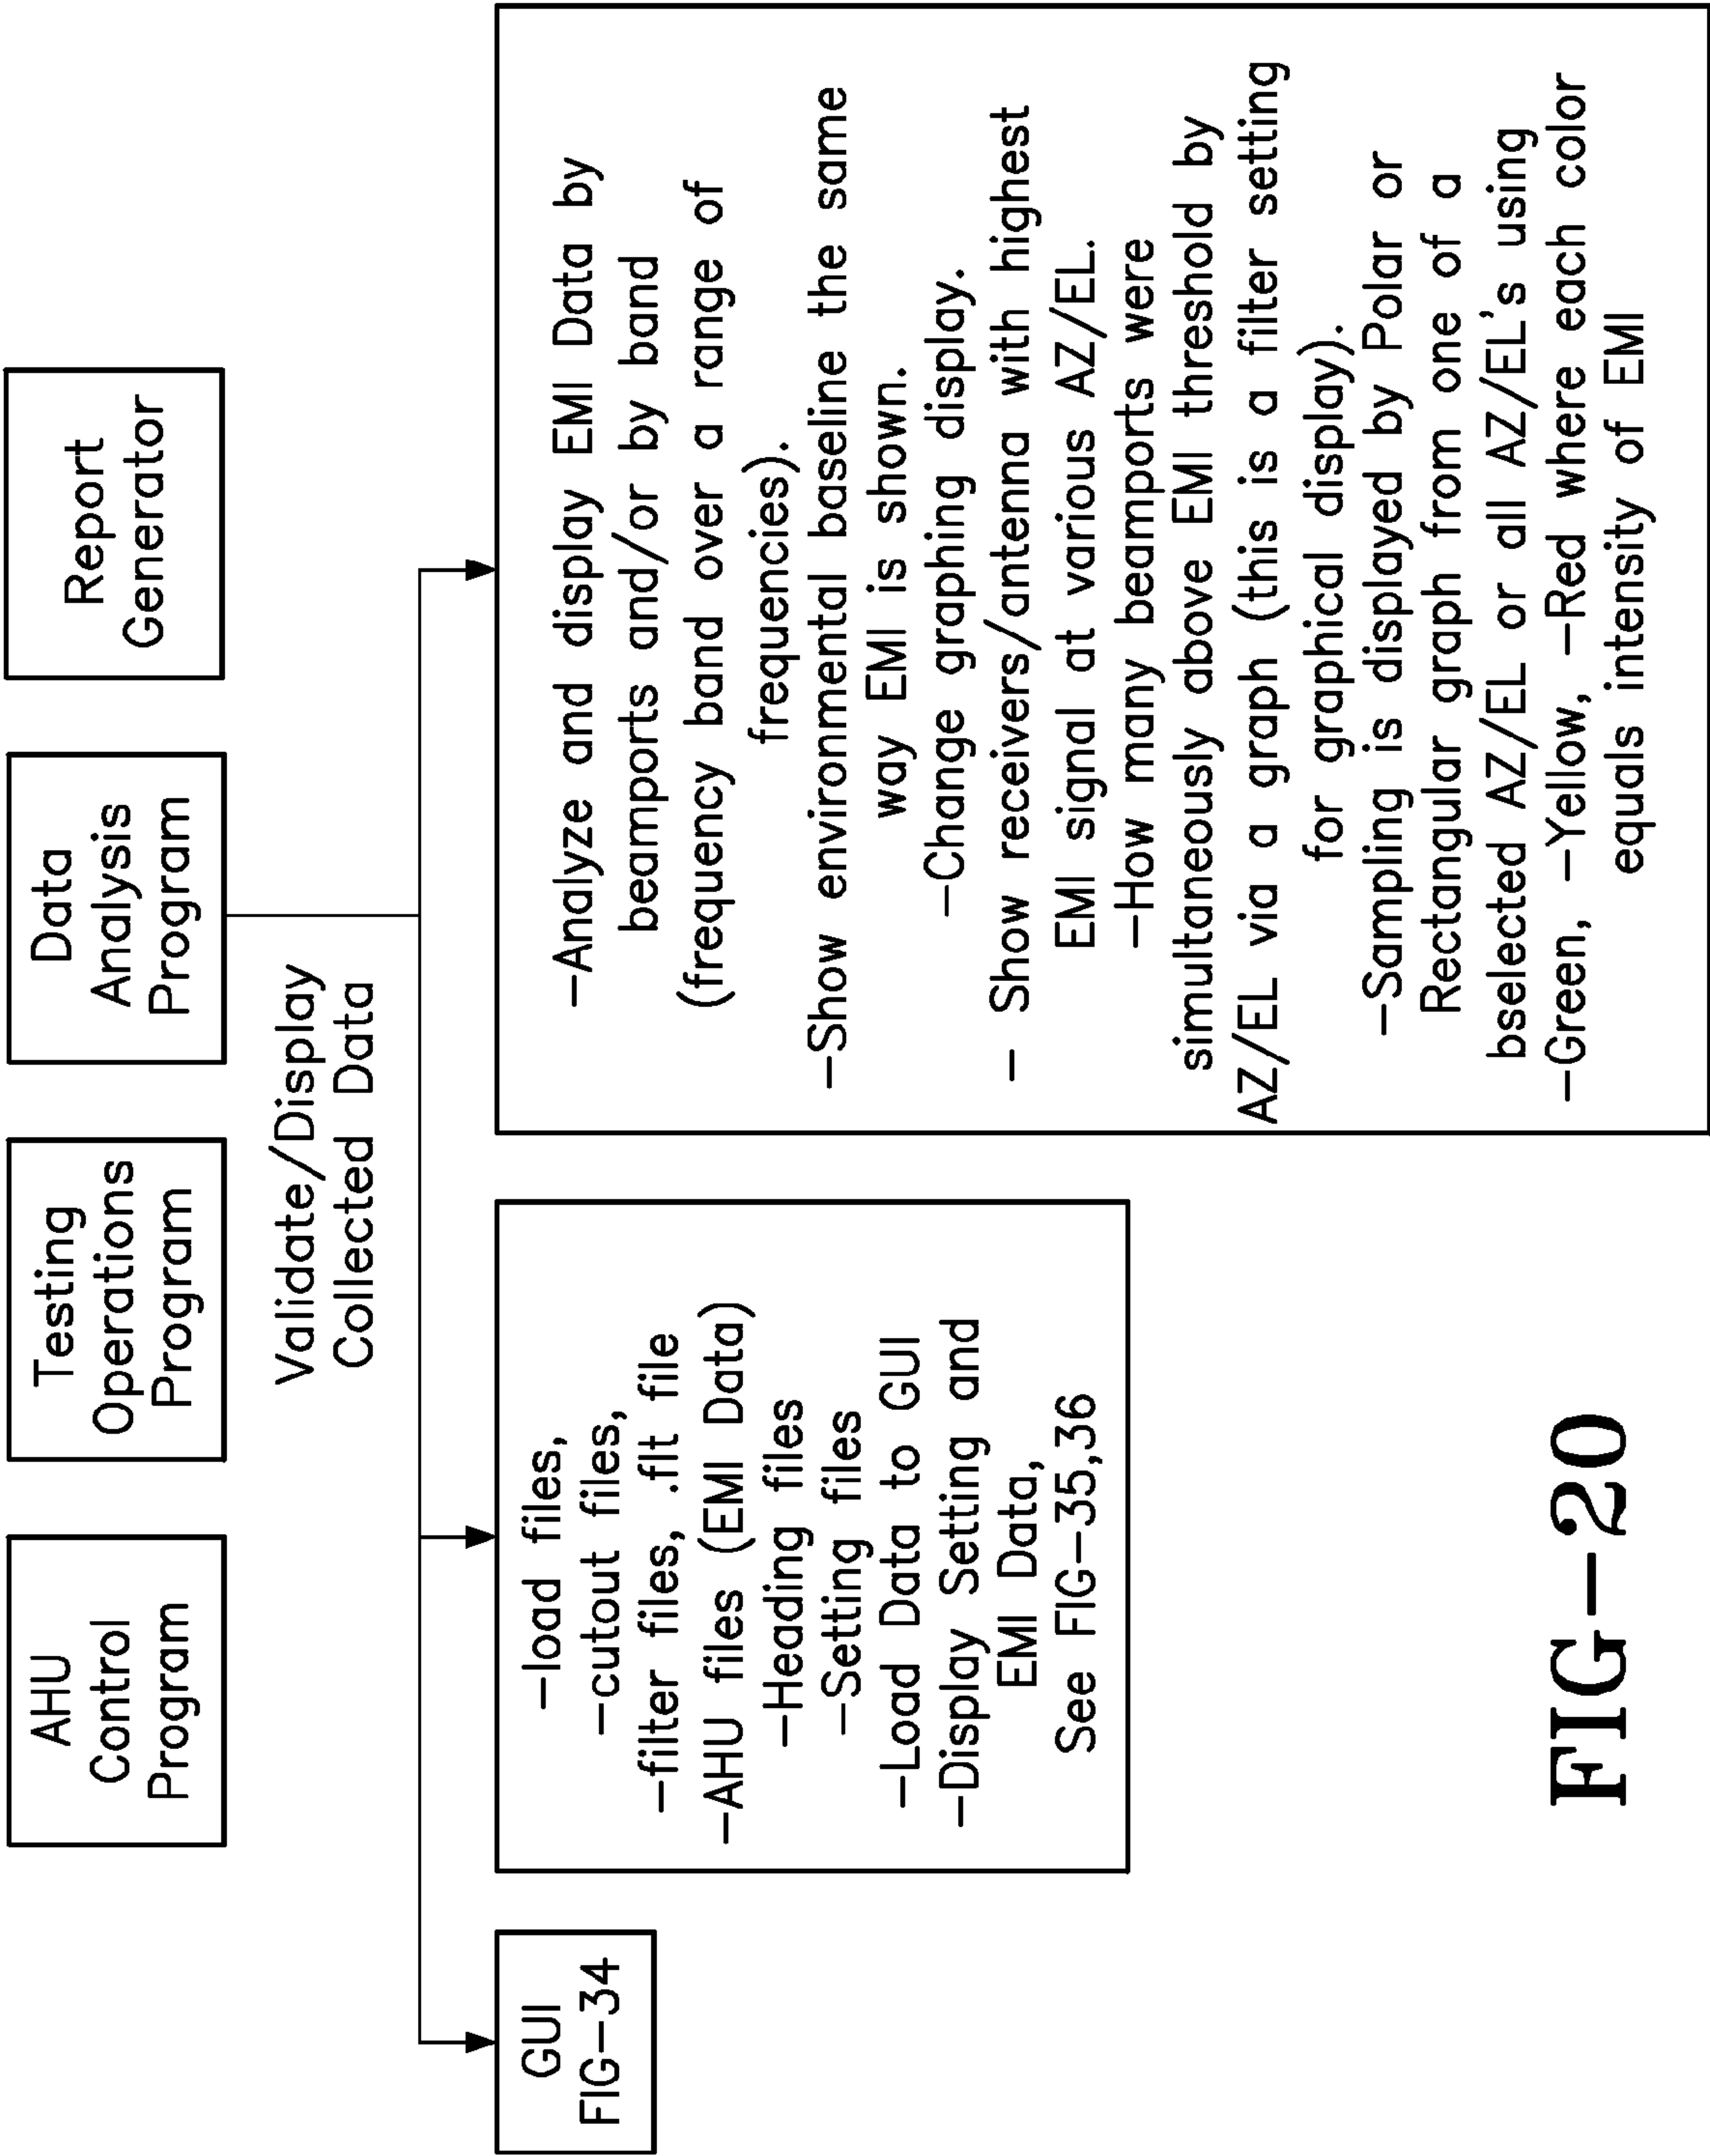 AHU
Control
Program
Testing
Operations
Program
Data
Analysis
Program
Report
Generator
Validate/Display
Collected Data
GUI
FIG-34
-load files,
-cutout files,
-filter files, .flt file
-AHU files (EMI Data)
-Heading files
-Setting files
-Load Data to GUI
-Display Setting and
EMI Data,
See FIG-35,36
-Analyze and display EMI Data by
beamports and/or by band
(frequency band over a range of
frequencies).
-Show environmental baseline the same
way EMI is shown.
-Change graphing display.
- Show receivers/antenna with highest
EMI signal at various AZ/EL.
-How many beamports were
simultaneously above EMI threshold by
AZ/EL via a graph (this is a filter setting
for graphical display).
-Sampling is displayed by Polar or
Rectangular graph from one of a
bselected AZ/EL or all AZ/EL's using
-Green, -Yellow, -Red where each color
equals intensity of EMI
FIG-20